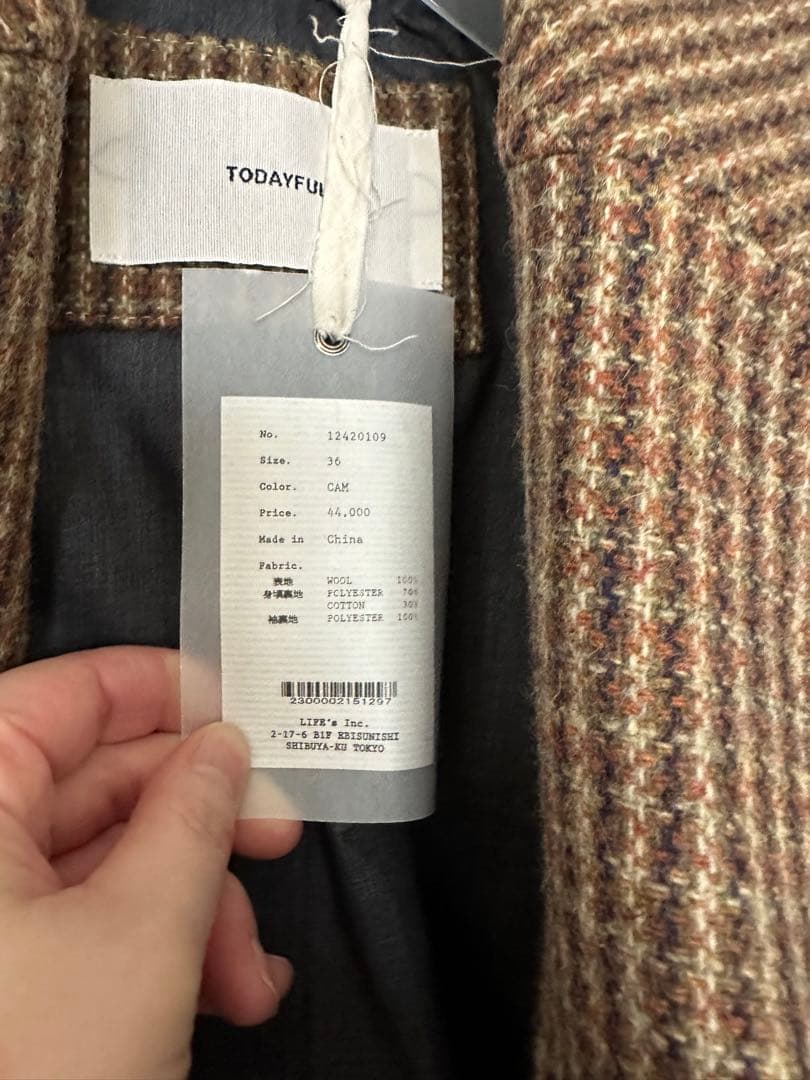 TODAYFUL
No. 12420109
Size. 36
Color. CAM
Price. 44,000
Made in China
Fabric.
表地 WOOL 100%
身頃裏地 POLYESTER 70%
COTTON 30%
袖裏地 POLYESTER 100%
2300002151297
LIFE's Inc.
2-17-6 B1F EBISUNISHI
SHIBUYA-KU TOKYO